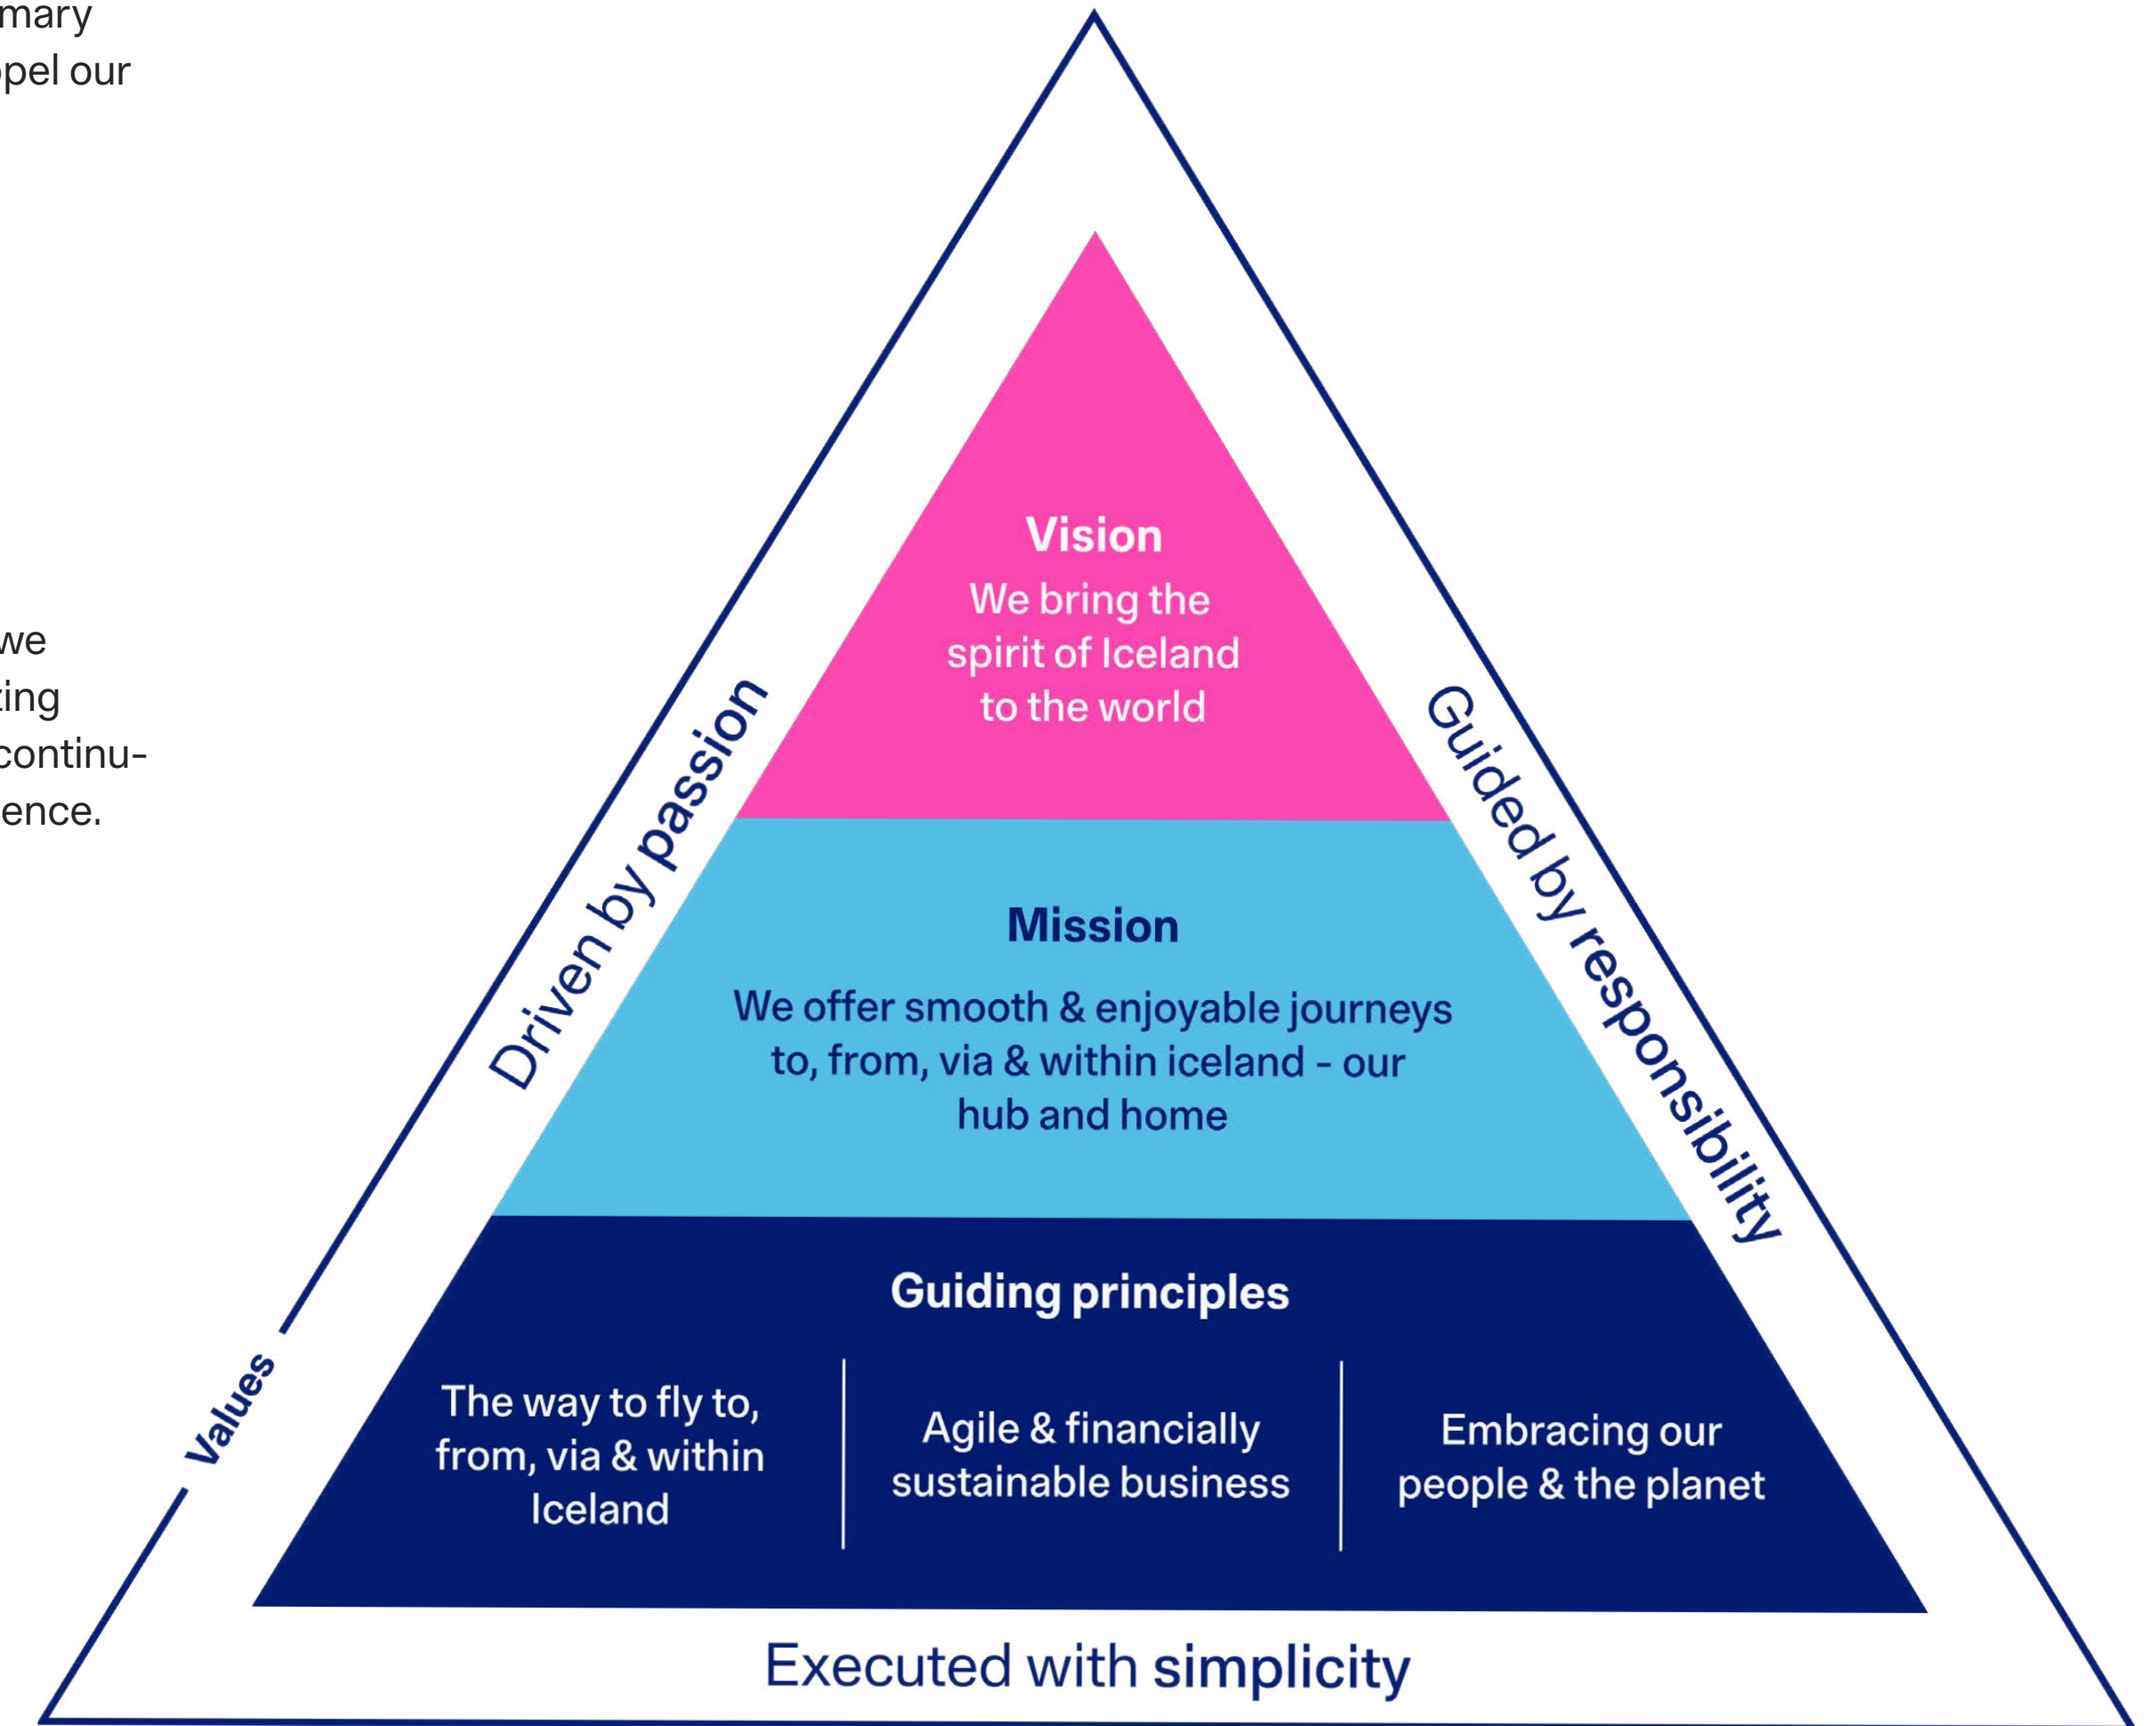 mary
pel our
we
continu-
ence.
Vision
We bring the
spirit of Iceland
to the world
Driven by passion
Guided by responsibility
Mission
We offer smooth & enjoyable journeys
to, from, via & within iceland - our
hub and home
Values
Guiding principles
The way to fly to,
from, via & within
Iceland
Agile & financially
sustainable business
Embracing our
people & the planet
Executed with simplicity